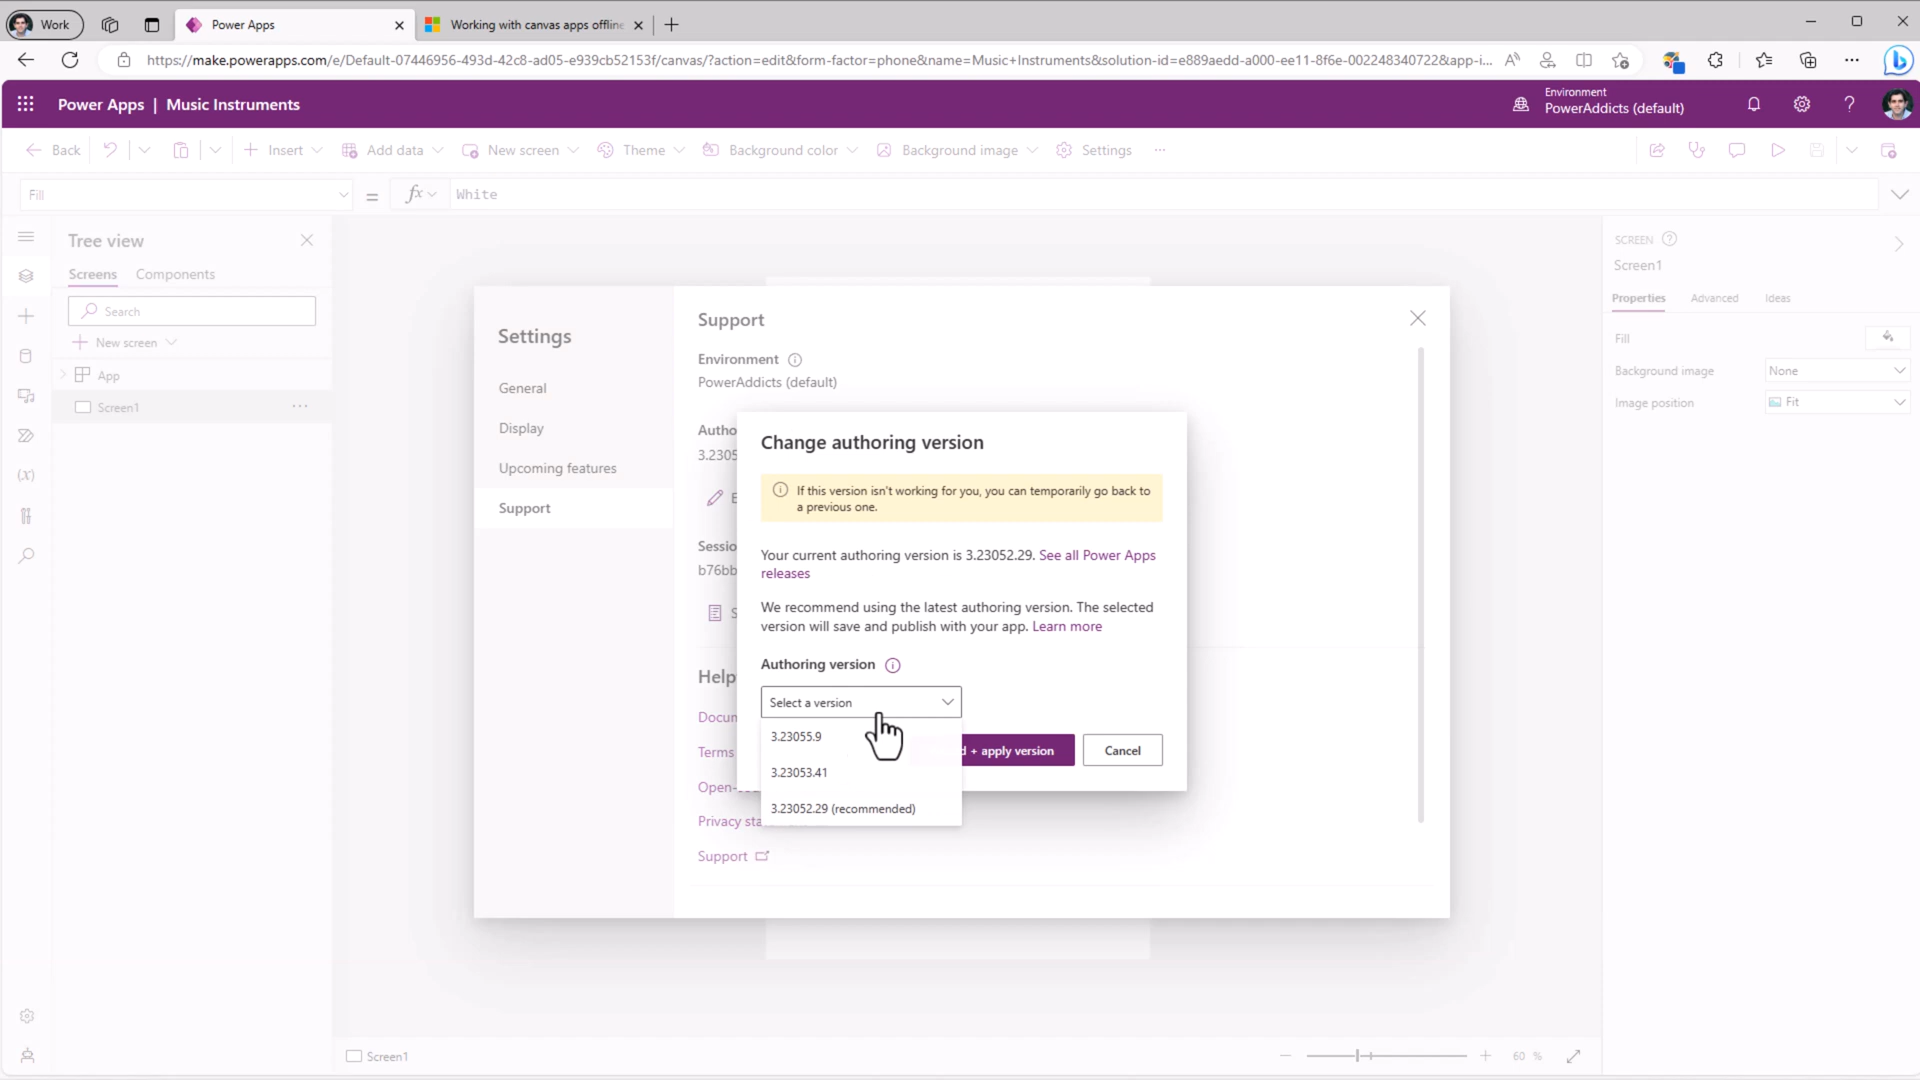 Work
Power Apps
Working with canvas apps offline
https://make.powerapps.com/e/Default-07446956-493d-42c8-ad05-e939cb52153f/canvas/?action=edit&form-factor=phone&name=Music+Instruments&solution-id=e889aedd-a000-ee11-8f6e-002248340722&app-i...
Power Apps | Music Instruments
Environment
PowerAddicts (default)
Back
Insert
Add data
New screen
Theme
Background color
Background image
Settings
Fill
=
fx
White
Tree view
Screens
Components
Search
New screen
App
Screen1
Settings
General
Display
Upcoming features
Support
Support
Environment
PowerAddicts (default)
Autho
3.2305
Change authoring version
If this version isn't working for you, you can temporarily go back to
a previous one.
Sessio
b76bb
Your current authoring version is 3.23052.29. See all Power Apps
releases
We recommend using the latest authoring version. The selected
version will save and publish with your app. Learn more
Authoring version
Select a version
3.23055.9
3.23053.41
3.23052.29 (recommended)
+ apply version
Cancel
Help
Docum
Terms
Open-
Privacy sta
Support
SCREEN
Screen1
Properties
Advanced
Ideas
Fill
Background image
None
Image position
Fit
Screen1
60 %